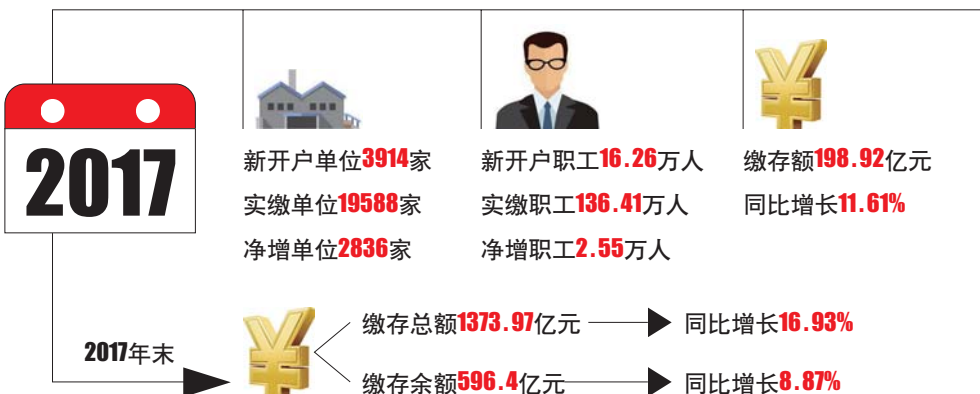 2017
新开户单位3914家
实缴单位19588家
净增单位2836家
新开户职工16.26万人
实缴职工136.41万人
净增职工2.55万人
缴存额198.92亿元
同比增长11.61%
2017年末
缴存总额1373.97亿元
同比增长16.93%
缴存余额596.4亿元
同比增长8.87%